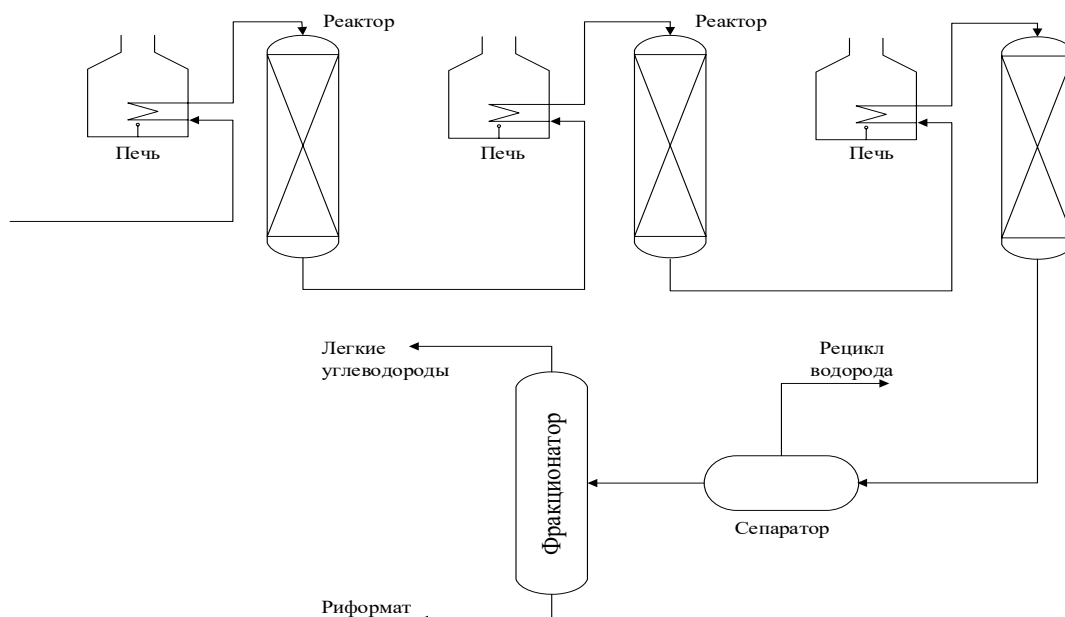 Реактор
Реактор
Печь
Печь
Печь
Легкие
углеводороды
Рецикл
водорода
Фракционатор
Сепаратор
Риформат